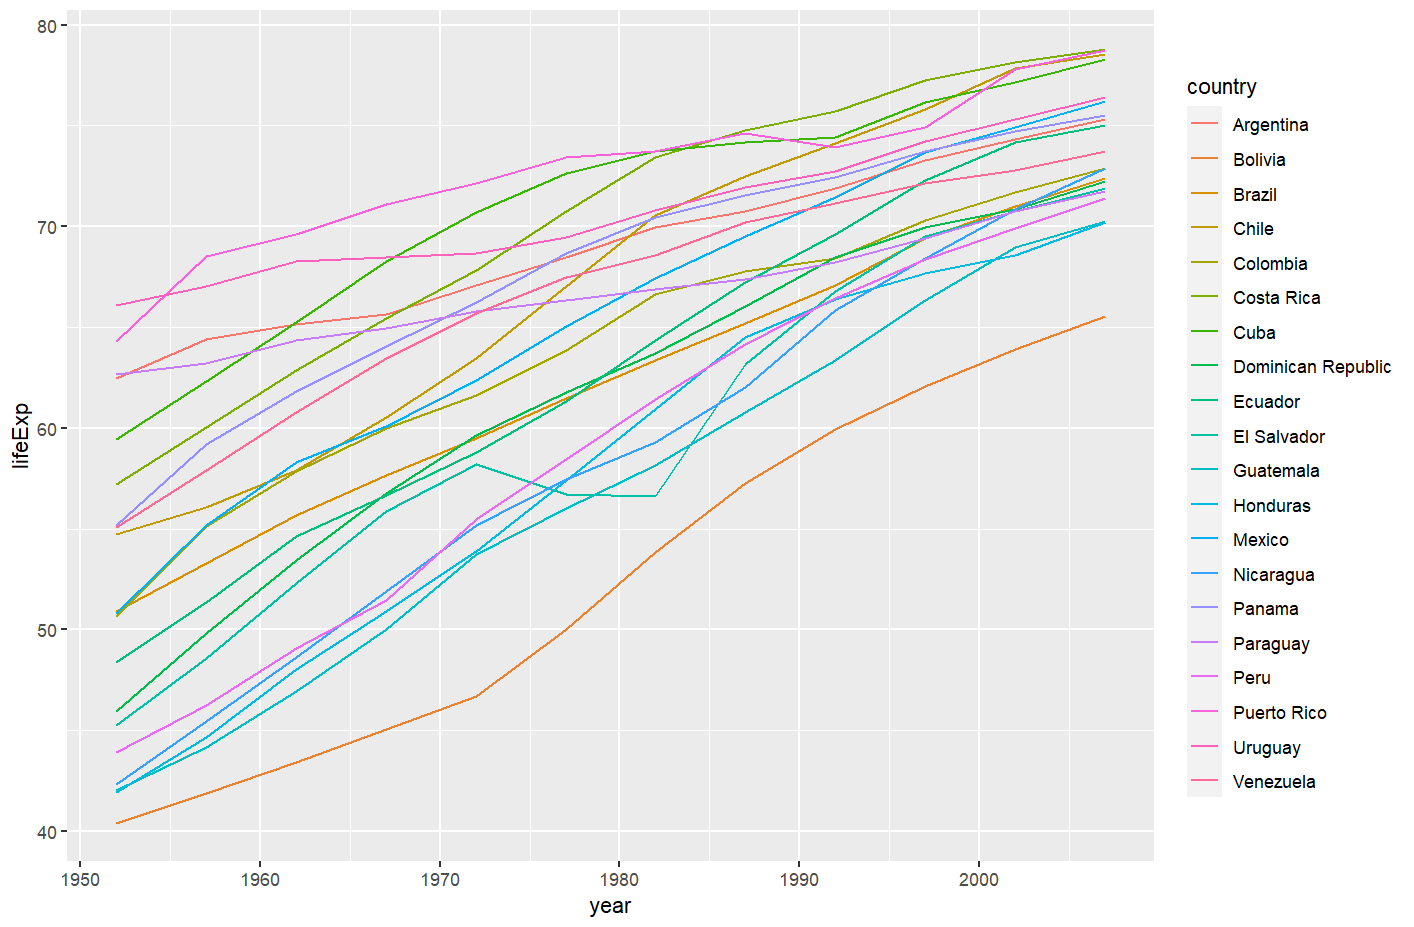 80
70
60
50
40
lifeExp
1950 1960 1970 1980 1990 2000
year
country
Argentina
Bolivia
Brazil
Chile
Colombia
Costa Rica
Cuba
Dominican Republic
Ecuador
El Salvador
Guatemala
Honduras
Mexico
Nicaragua
Panama
Paraguay
Peru
Puerto Rico
Uruguay
Venezuela